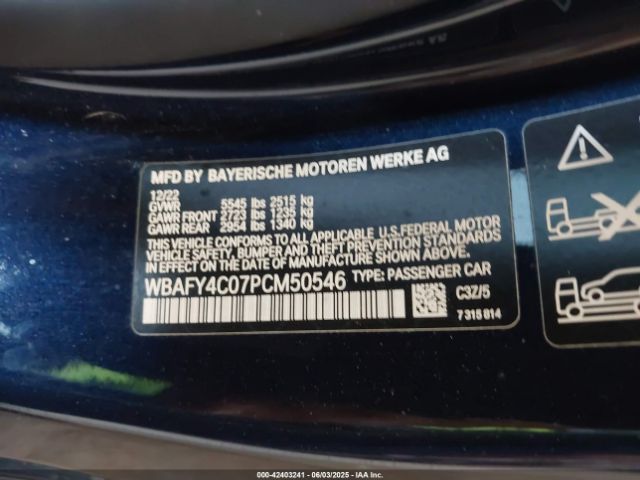 MFD BY BAYERISCHE MOTOREN WERKE AG
12/22
GVWR 5545 lbs 2515 kg
GAWR FRONT 2723 lbs 1235 kg
GAWR REAR 2954 lbs 1340 kg
THIS VEHICLE CONFORMS TO ALL APPLICABLE U.S.FEDERAL MOTOR
VEHICLE SAFETY, BUMPER, AND THEFT PREVENTION STANDARDS
IN EFFECT ON THE DATE OF MANUFACTURE SHOWN ABOVE.
WBAFY4C07PCM50546 TYPE: PASSENGER CAR
C3Z/5
7 315 814
000-42403241 - 06/03/2025 - IAA Inc.